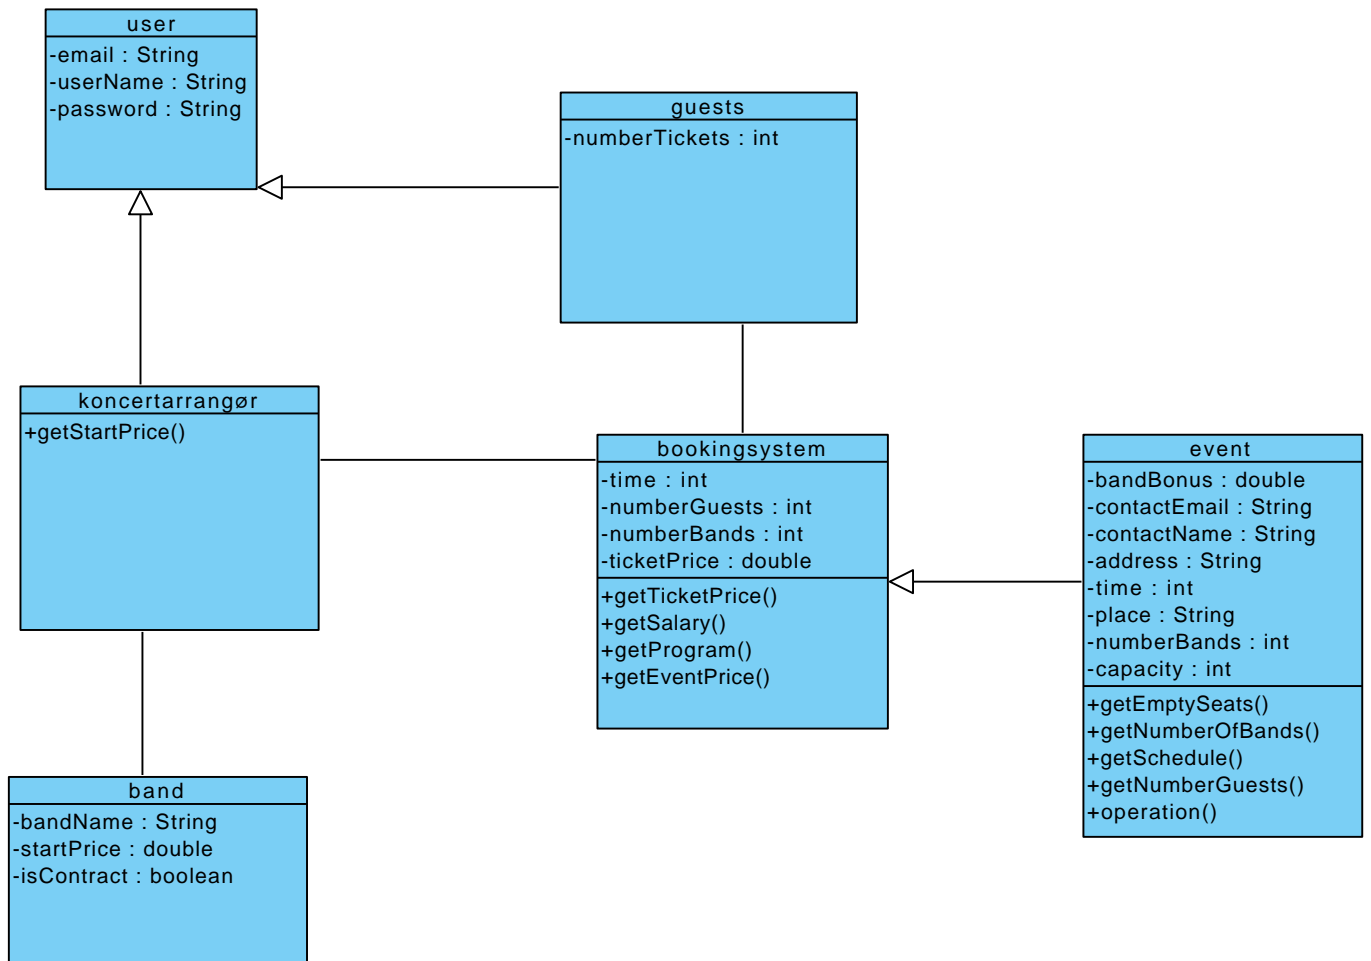 user
-email : String
-userName : String
-password : String
guests
-numberTickets : int
koncertarrangør
+getStartPrice()
bookingsystem
-time : int
-numberGuests : int
-numberBands : int
-ticketPrice : double
+getTicketPrice()
+getSalary()
+getProgram()
+getEventPrice()
event
-bandBonus : double
-contactEmail : String
-contactName : String
-address : String
-time : int
-place : String
-numberBands : int
-capacity : int
+getEmptySeats()
+getNumberOfBands()
+getSchedule()
+getNumberGuests()
+operation()
band
-bandName : String
-startPrice : double
-isContract : boolean